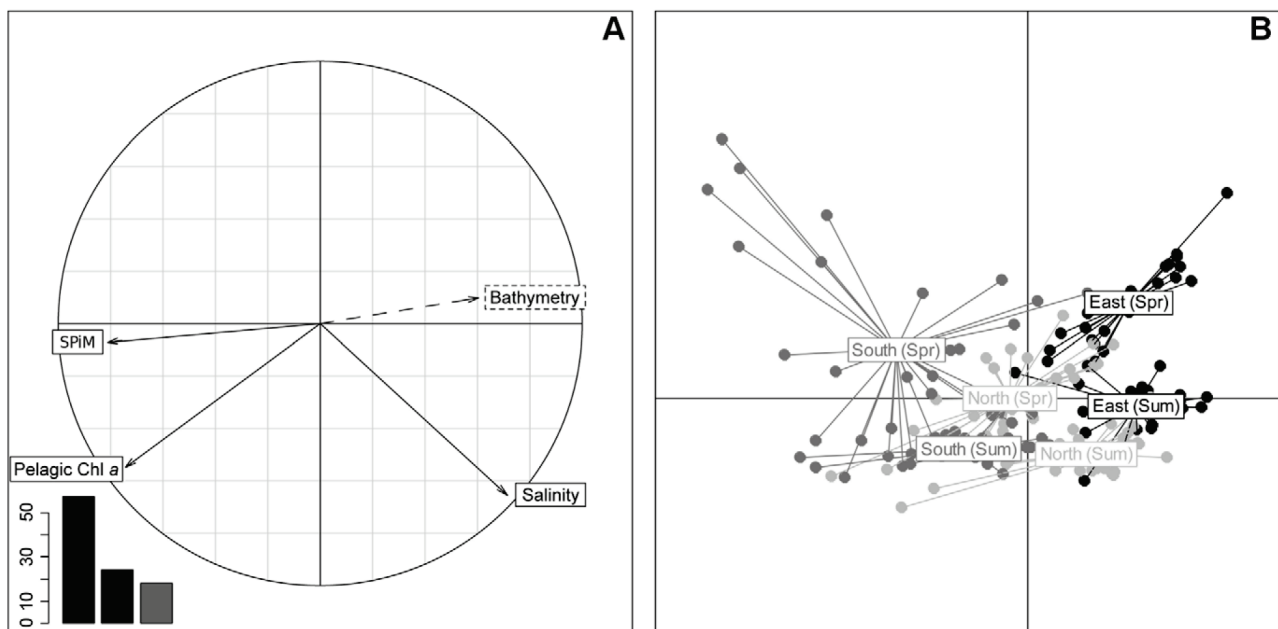 A
Bathymetry
SPiM
Pelagic Chl a
Salinity
50
30
10
0
B
East (Spr)
South (Spr)
North (Spr)
East (Sum)
South (Sum)
North (Sum)